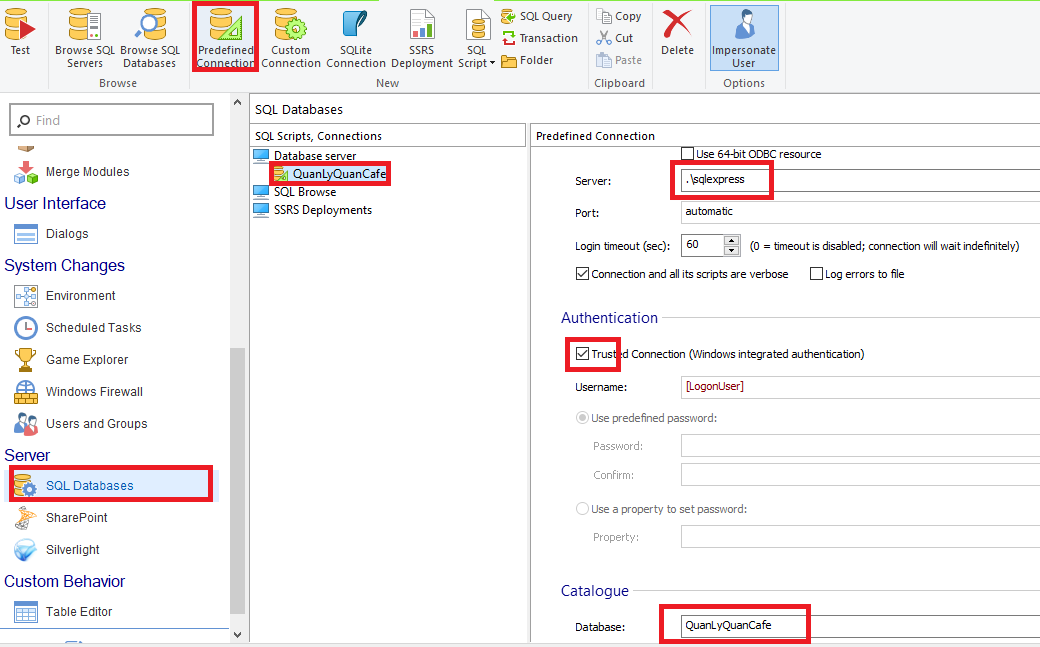 Test
Browse SQL
Servers
Browse SQL
Databases
Predefined
Connection
Custom
Connection
SQLite
Connection
SSRS
Deployment
SQL
Script
SQL Query
Transaction
Folder
Copy
Cut
Paste
Delete
Impersonate
User
Browse
New
Clipboard
Options
Find
Merge Modules
User Interface
Dialogs
System Changes
Environment
Scheduled Tasks
Game Explorer
Windows Firewall
Users and Groups
Server
SQL Databases
SharePoint
Silverlight
Custom Behavior
Table Editor
SQL Databases
SQL Scripts, Connections
Database server
QuanLyQuanCafe
SQL Browse
SSRS Deployments
Predefined Connection
Use 64-bit ODBC resource
Server: .\sqlexpress
Port: automatic
Login timeout (sec): 60 (0 = timeout is disabled; connection will wait indefinitely)
Connection and all its scripts are verbose Log errors to file
Authentication
Trusted Connection (Windows integrated authentication)
Username: [LogonUser]
Use predefined password:
Password:
Confirm:
Use a property to set password:
Property:
Catalogue
Database: QuanLyQuanCafe